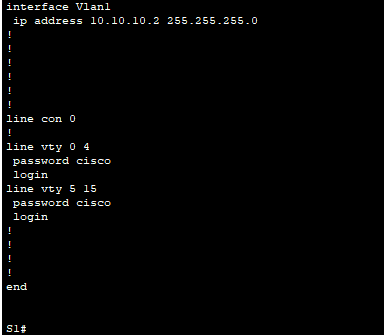 interface Vlan1
 ip address 10.10.10.2 255.255.255.0
!
!
!
!
!
!
line con 0
!
line vty 0 4
 password cisco
 login
line vty 5 15
 password cisco
 login
!
!
!
!
end
S1#